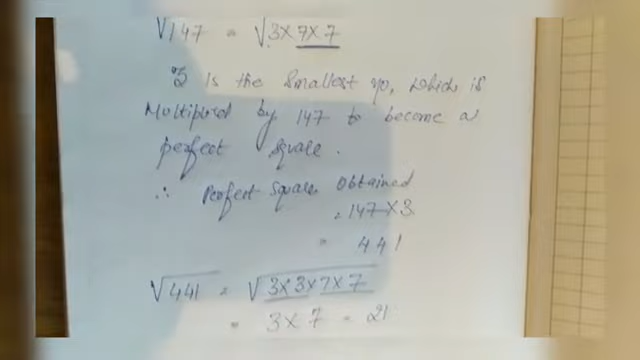 √147 = √3×7×7
3 Is the smallest no, which is
Multiplied by 147 to become a
perfect square.
∴ Perfect Square Obtained
= 147×3
= 441
√441 = √3×3×7×7
= 3×7 = 21